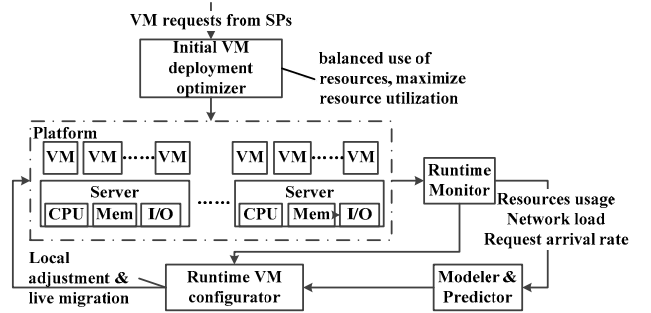 VM requests from SPs
Initial VM
deployment
optimizer
balanced use of
resources, maximize
resource utilization
Platform
VM VM ...... VM VM VM ...... VM
Server ...... Server
CPU Mem I/O CPU Mem I/O
Runtime
Monitor
Resources usage
Network load
Request arrival rate
Local
adjustment &
live migration
Runtime VM
configurator
Modeler &
Predictor